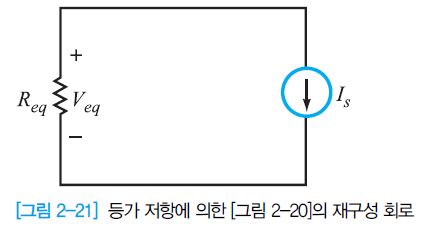 +
R_eq V_eq I_s
−
[그림 2-21] 등가 저항에 의한 [그림 2-20]의 재구성 회로